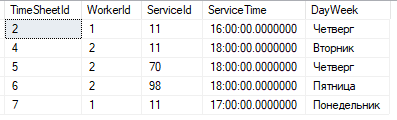 TimeSheetId WorkerId ServiceId ServiceTime DayWeek
2 1 11 16:00:00.0000000 Четверг
4 2 11 18:00:00.0000000 Вторник
5 2 70 18:00:00.0000000 Четверг
6 2 98 18:00:00.0000000 Пятница
7 1 11 17:00:00.0000000 Понедельник